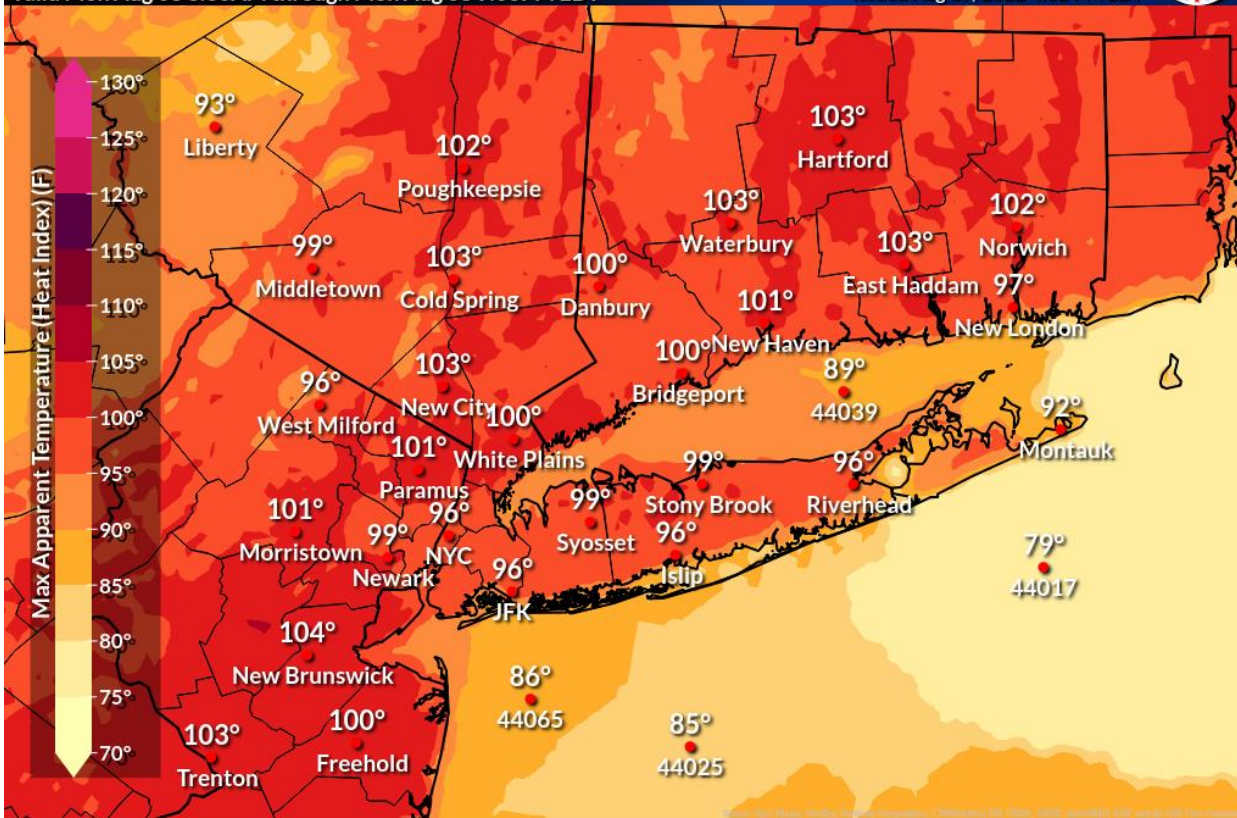 Max Apparent Temperature (Heat Index) (F)
130°
125°
120°
115°
110°
105°
100°
95°
90°
85°
80°
75°
70°
93°
Liberty
102°
Poughkeepsie
103°
Hartford
103°
Waterbury
102°
Norwich
99°
Middletown
103°
Cold Spring
100°
Danbury
103°
East Haddam
97°
New London
101°
New Haven
100°
Bridgeport
89°
44039
103°
New City
96°
West Milford
100°
White Plains
92°
Montauk
101°
Paramus
99°
Stony Brook
96°
Riverhead
101°
Morristown
99°
Newark
96°
NYC
99°
Syosset
96°
Islip
96°
JFK
79°
44017
104°
New Brunswick
86°
44065
85°
44025
103°
Trenton
100°
Freehold